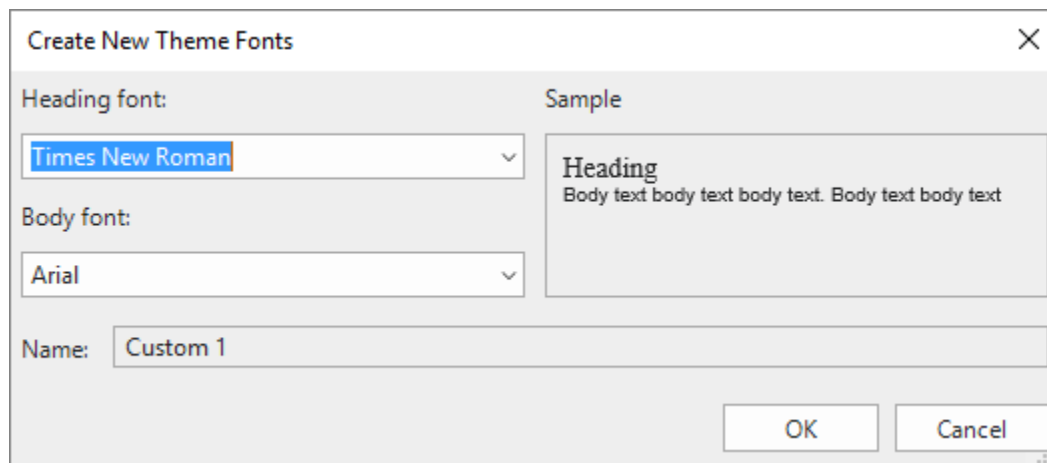 Create New Theme Fonts
Heading font:
Times New Roman
Body font:
Arial
Sample
Heading
Body text body text body text. Body text body text
Name:
Custom 1
OK
Cancel